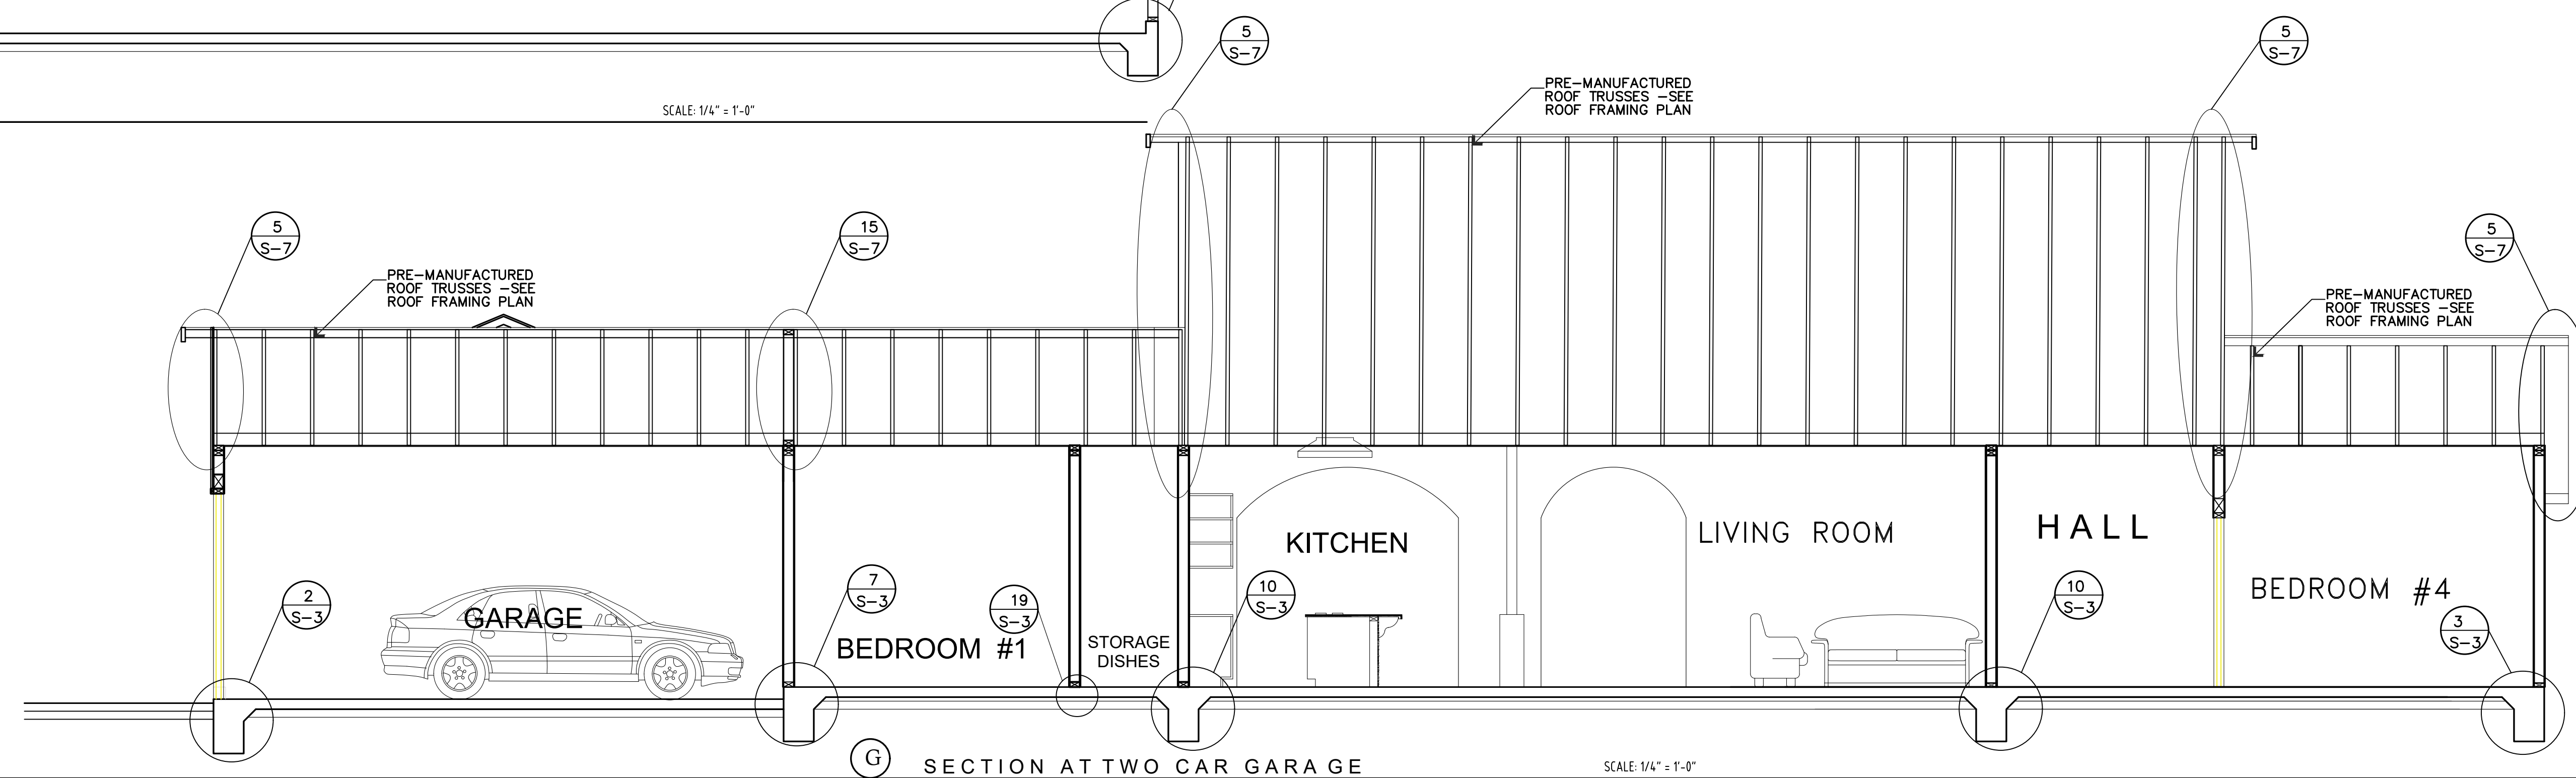 5
S-7
5
S-7
SCALE: 1/4" = 1'-0"
PRE-MANUFACTURED
ROOF TRUSSES -SEE
ROOF FRAMING PLAN
5
S-7
15
S-7
5
S-7
PRE-MANUFACTURED
ROOF TRUSSES -SEE
ROOF FRAMING PLAN
PRE-MANUFACTURED
ROOF TRUSSES -SEE
ROOF FRAMING PLAN
KITCHEN
LIVING ROOM
HALL
2
S-3
GARAGE
7
S-3
BEDROOM #1
19
S-3
STORAGE
DISHES
10
S-3
10
S-3
BEDROOM #4
3
S-3
G
SECTION AT TWO CAR GARAGE
SCALE: 1/4" = 1'-0"